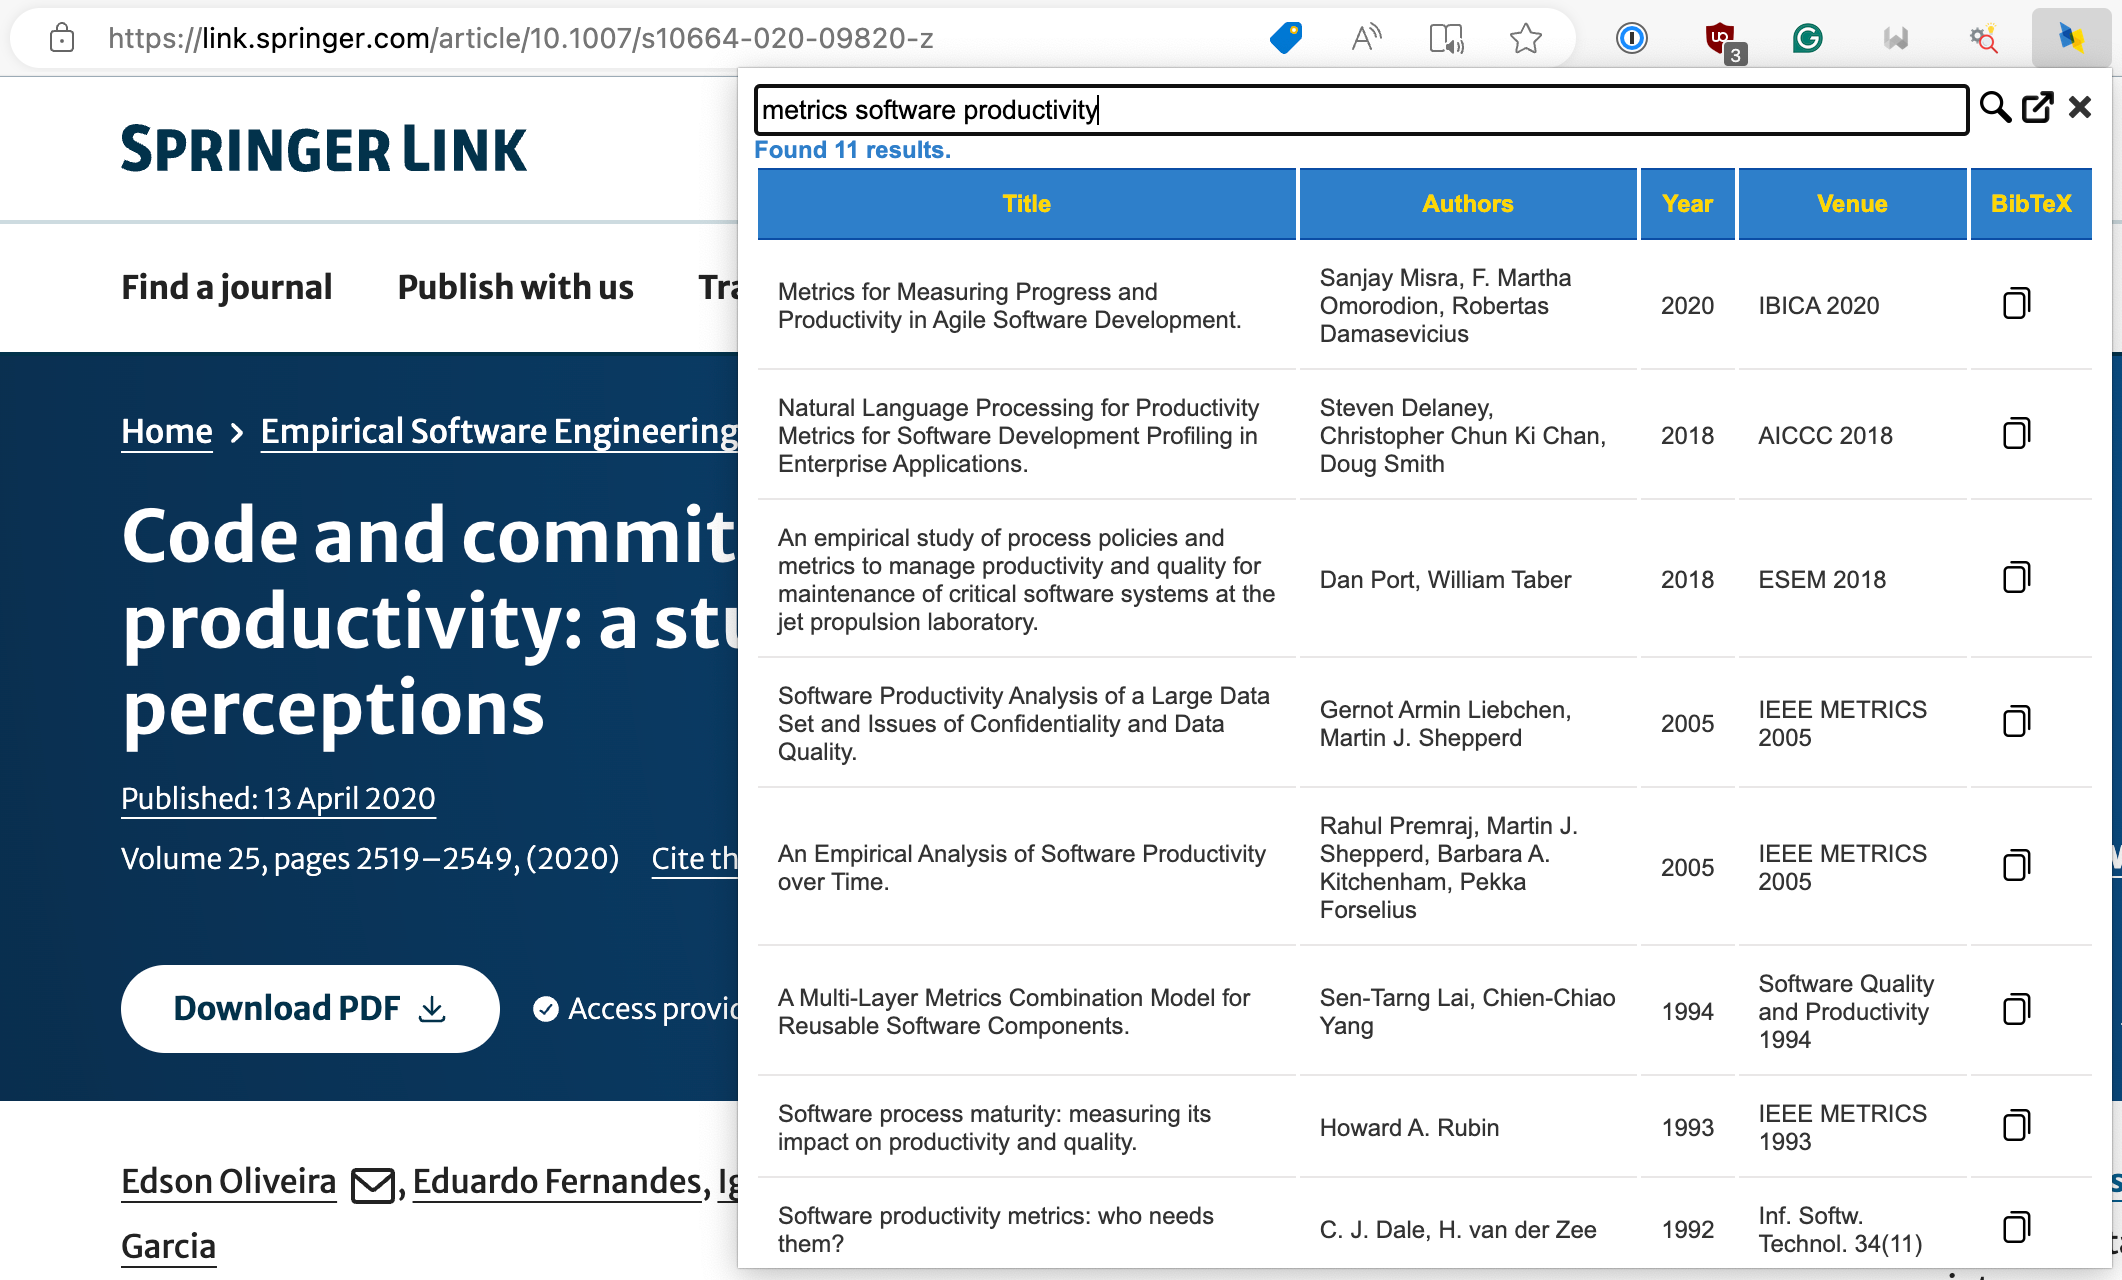 https://link.springer.com/article/10.1007/s10664-020-09820-z
3
SPRINGER LINK
Find a journal
Publish with us
Home > Empirical Software Engineering
Code and commit
productivity: a
perceptions
Published: 13 April 2020
Volume 25, pages 2519–2549, (2020)
Download PDF
Edson Oliveira, Eduardo Fernandes,
Garcia
metrics software productivity
Found 11 results.
Title Authors Year Venue BibTeX
Metrics for Measuring Progress and
Productivity in Agile Software Development.
Sanjay Misra, F. Martha
Omorodion, Robertas
Damasevicius
2020
IBICA 2020
Natural Language Processing for Productivity
Metrics for Software Development Profiling in
Enterprise Applications.
Steven Delaney,
Christopher Chun Ki Chan,
Doug Smith
2018
AICCC 2018
An empirical study of process policies and
metrics to manage productivity and quality for
maintenance of critical software systems at the
jet propulsion laboratory.
Dan Port, William Taber
2018
ESEM 2018
Software Productivity Analysis of a Large Data
Set and Issues of Confidentiality and Data
Quality.
Gernot Armin Liebchen,
Martin J. Shepperd
2005
IEEE METRICS
2005
An Empirical Analysis of Software Productivity
over Time.
Rahul Premraj, Martin J.
Shepperd, Barbara A.
Kitchenham, Pekka
Forselius
2005
IEEE METRICS
2005
A Multi-Layer Metrics Combination Model for
Reusable Software Components.
Sen-Tarng Lai, Chien-Chiao
Yang
1994
Software Quality
and Productivity
1994
Software process maturity: measuring its
impact on productivity and quality.
Howard A. Rubin
1993
IEEE METRICS
1993
Software productivity metrics: who needs
them?
C. J. Dale, H. van der Zee
1992
Inf. Softw.
Technol. 34(11)